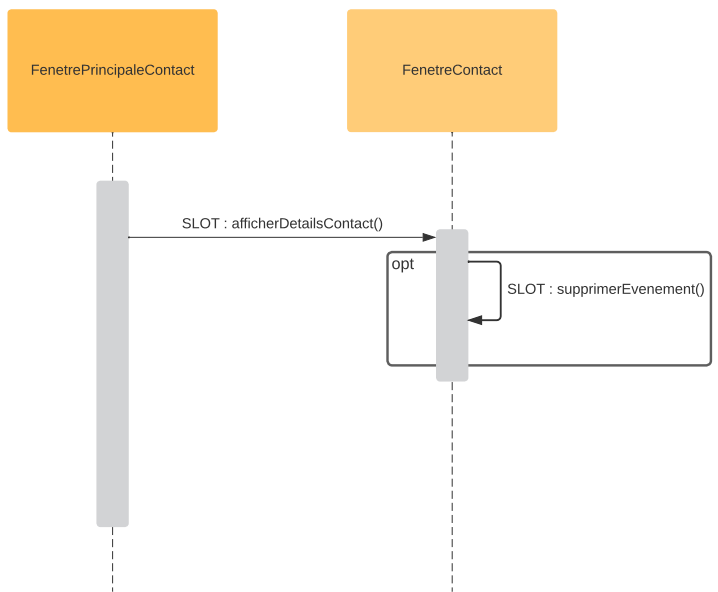 FenetrePrincipaleContact
FenetreContact
SLOT : afficherDetailsContact()
opt
SLOT : supprimerEvenement()